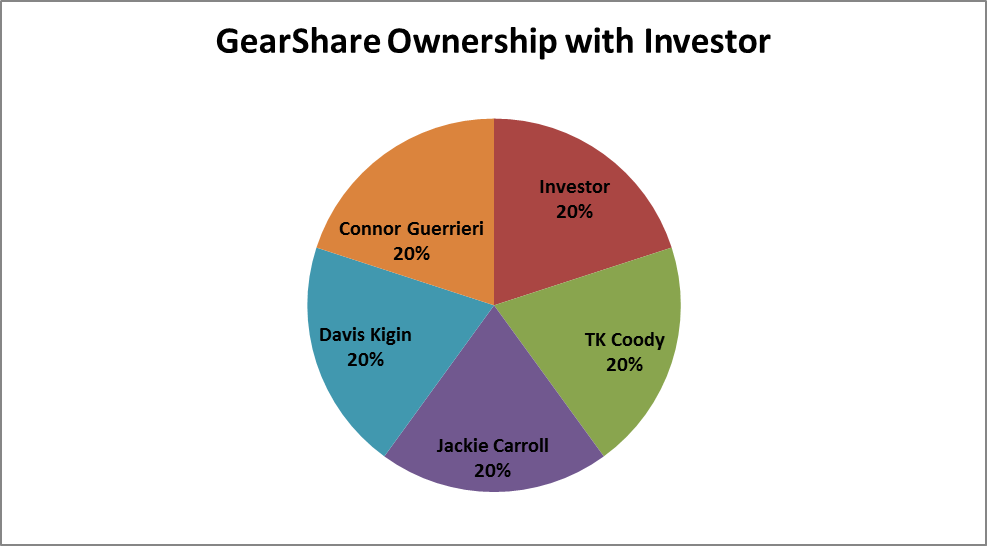 GearShare Ownership with Investor
Investor
20%
TK Coody
20%
Jackie Carroll
20%
Davis Kigin
20%
Connor Guerrieri
20%